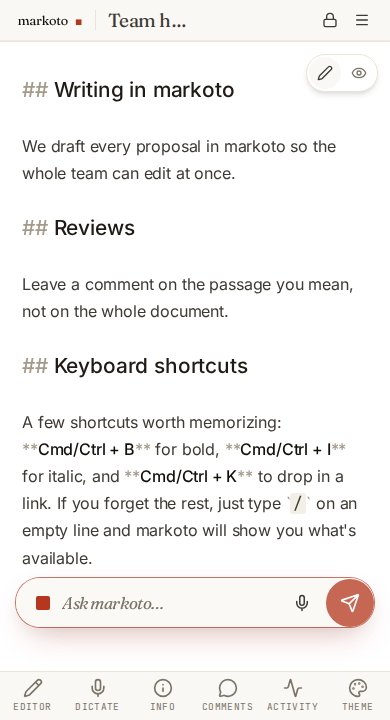 markoto
Team h...
## Writing in markoto
We draft every proposal in markoto so the
whole team can edit at once.
## Reviews
Leave a comment on the passage you mean,
not on the whole document.
## Keyboard shortcuts
A few shortcuts worth memorizing:
**Cmd/Ctrl + B** for bold, **Cmd/Ctrl + I**
for italic, and **Cmd/Ctrl + K** to drop in a
link. If you forget the rest, just type `/` on an
empty line and markoto will show you what's
available.
Ask markoto...
EDITOR DICTATE INFO COMMENTS ACTIVITY THEME